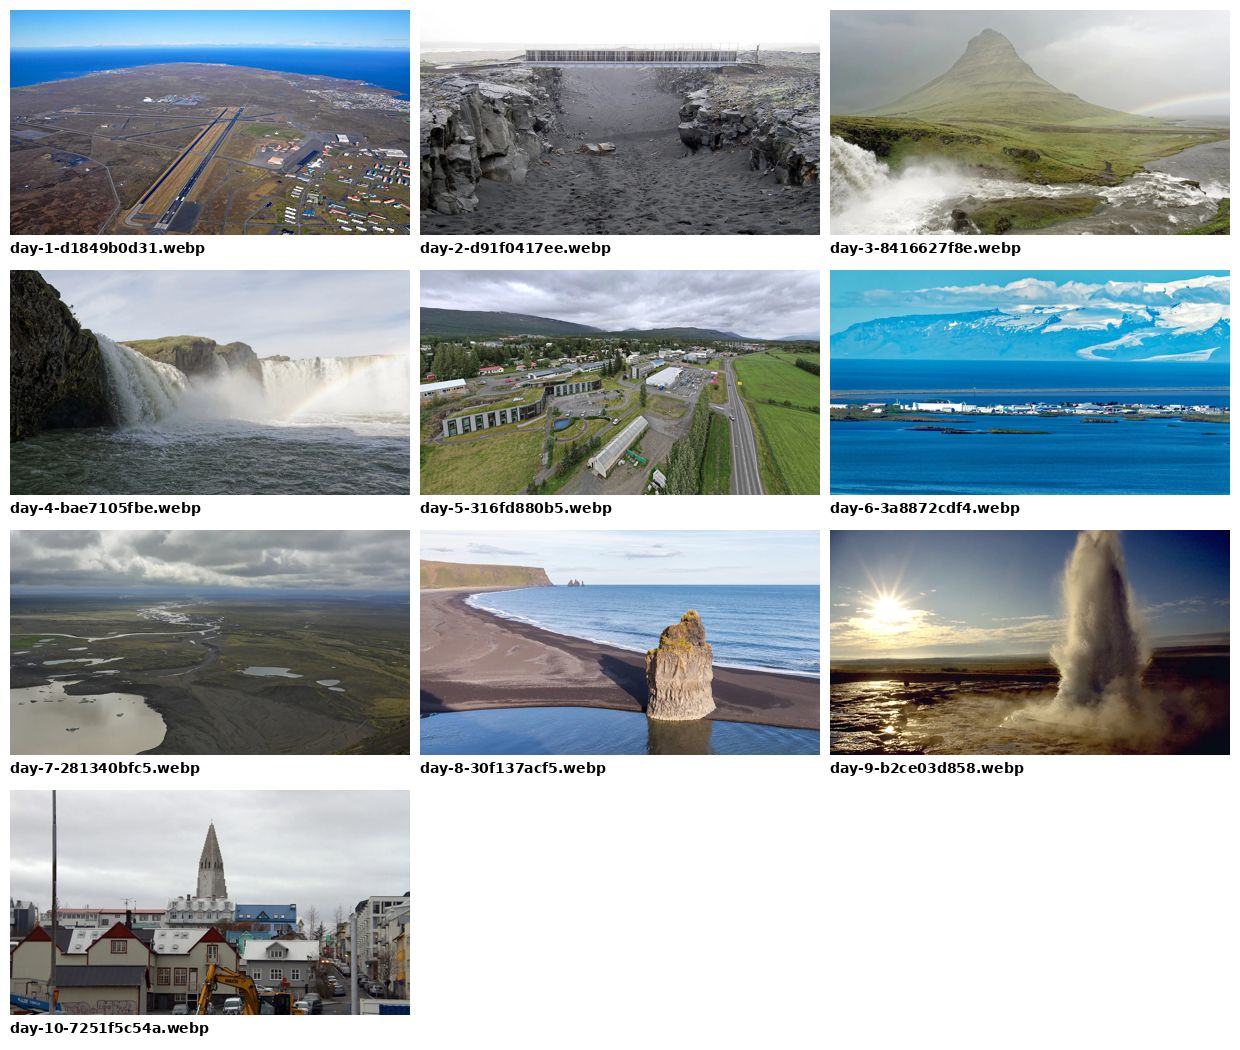 day-1-d1849b0d31.webp
day-2-d91f0417ee.webp
day-3-8416627f8e.webp
day-4-bae7105fbe.webp
day-5-316fd880b5.webp
day-6-3a8872cdf4.webp
day-7-281340bfc5.webp
day-8-30f137acf5.webp
day-9-b2ce03d858.webp
day-10-7251f5c54a.webp